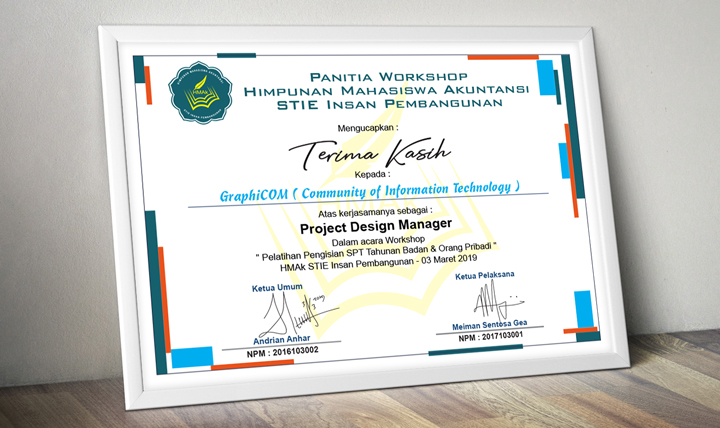 HMAk
Panitia Workshop
Himpunan Mahasiswa Akuntansi
STIE Insan Pembangunan
Mengucapkan :
Terima Kasih
Kepada :
GraphiCOM ( Community of Information Technology )
Atas kerjasamanya sebagai :
Project Design Manager
Dalam acara Workshop
" Pelatihan Pengisian SPT Tahunan Badan & Orang Pribadi "
HMAk STIE Insan Pembangunan - 03 Maret 2019
Ketua Umum
Andrian Anhar
NPM : 2016103002
Ketua Pelaksana
Meiman Sentosa Gea
NPM : 2017103001